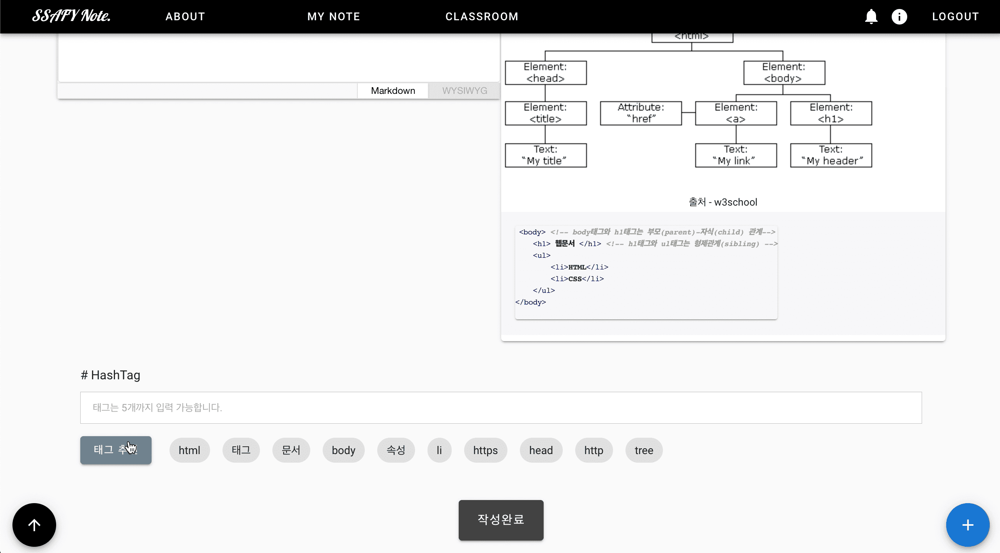 SSAFY Note.
ABOUT
MY NOTE
CLASSROOM
LOGOUT
Markdown
WYSIWYG
<html>
Element:
<head>
Element:
<body>
Element:
<title>
Attribute:
“href”
Element:
<a>
Element:
<h1>
Text:
“My title”
Text:
“My link”
Text:
“My header”
출처 - w3school
<body> <!-- body태그와 h1태그는 부모(parent)-자식(child) 관계-->
<h1> 웹문서 </h1> <!-- h1태그와 ul태그는 형제관계(sibling) -->
<ul>
<li>HTML</li>
<li>CSS</li>
</ul>
</body>
# HashTag
태그는 5개까지 입력 가능합니다.
태그
html
태그
문서
body
속성
li
https
head
http
tree
작성완료